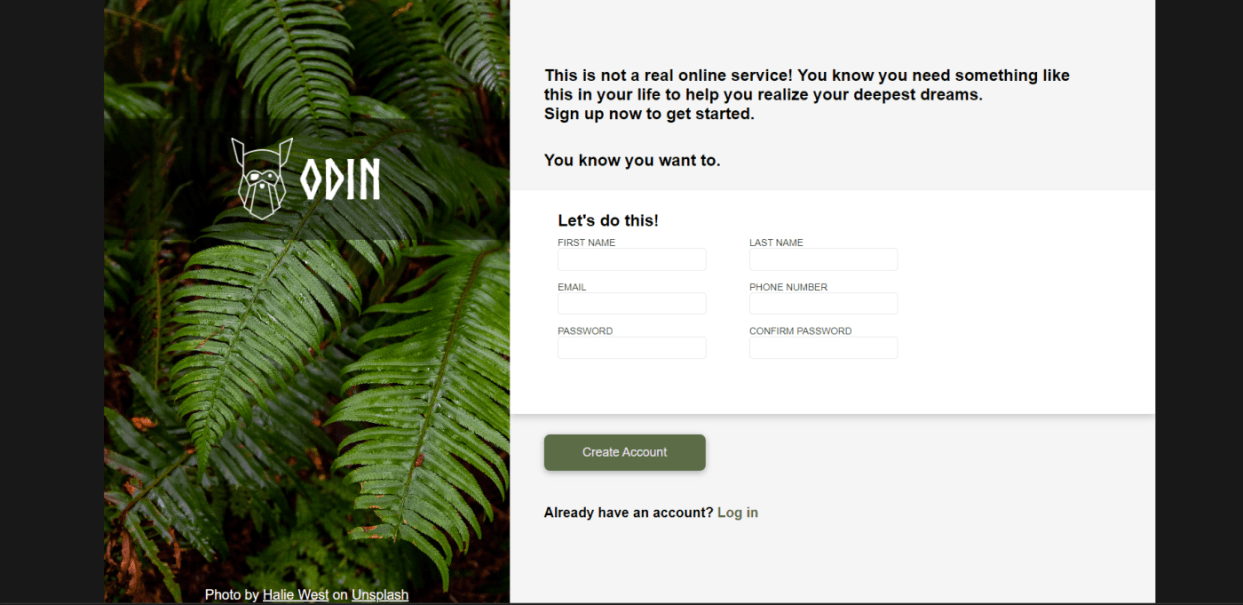 ODIN
Photo by Halie West on Unsplash
This is not a real online service! You know you need something like
this in your life to help you realize your deepest dreams.
Sign up now to get started.
You know you want to.
Let's do this!
FIRST NAME
LAST NAME
EMAIL
PHONE NUMBER
PASSWORD
CONFIRM PASSWORD
Create Account
Already have an account? Log in